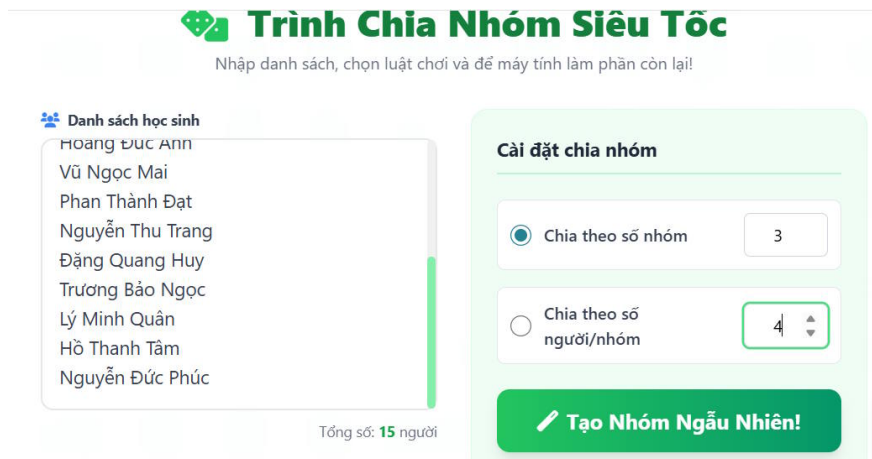 Trình Chia Nhóm Siêu Tốc
Nhập danh sách, chọn luật chơi và để máy tính làm phần còn lại!
Danh sách học sinh
Hoàng Đức Anh
Vũ Ngọc Mai
Phan Thành Đạt
Nguyễn Thu Trang
Đặng Quang Huy
Trương Bảo Ngọc
Lý Minh Quân
Hồ Thanh Tâm
Nguyễn Đức Phúc
Tổng số: 15 người
Cài đặt chia nhóm
Chia theo số nhóm 3
Chia theo số
người/nhóm 4
Tạo Nhóm Ngẫu Nhiên!